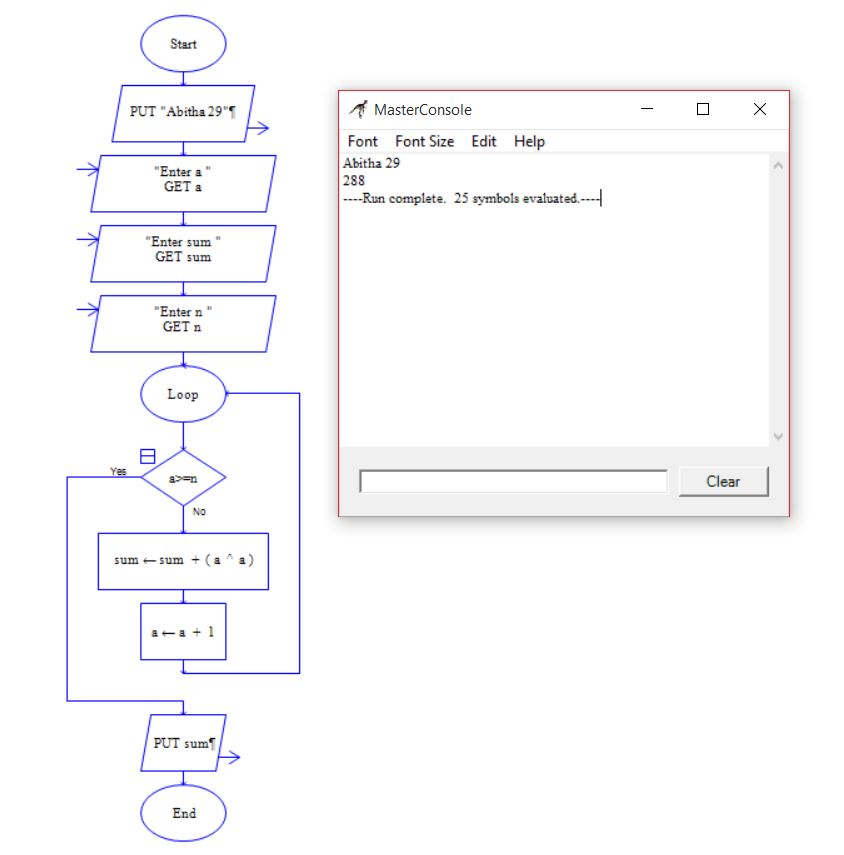 Start
PUT "Abitha 29"¶
"Enter a "
GET a
"Enter sum "
GET sum
"Enter n "
GET n
Loop
Yes
a>=n
No
sum ← sum + ( a ^ a )
a ← a + 1
PUT sum¶
End
MasterConsole
Font Font Size Edit Help
Abitha 29
288
----Run complete. 25 symbols evaluated.----
Clear